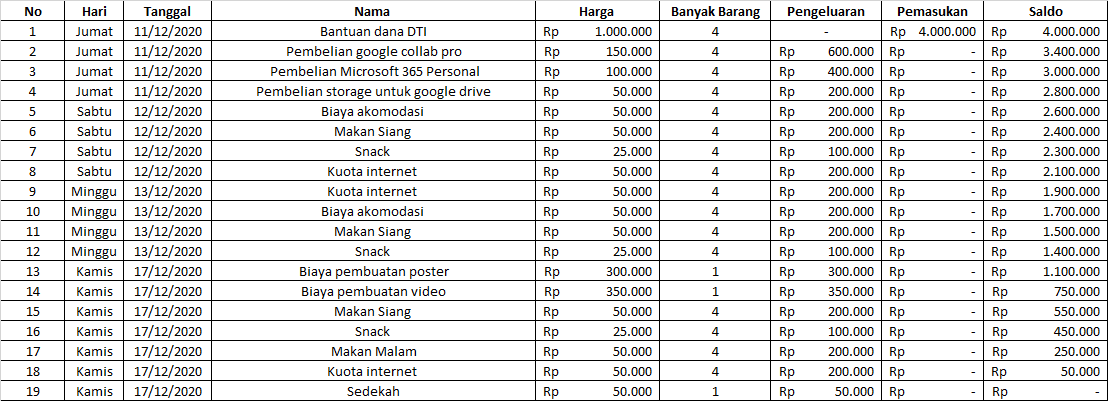 No Hari Tanggal Nama Harga Banyak Barang Pengeluaran Pemasukan Saldo
1 Jumat 11/12/2020 Bantuan dana DTI Rp 1.000.000 4 - Rp 4.000.000 Rp 4.000.000
2 Jumat 11/12/2020 Pembelian google collab pro Rp 150.000 4 Rp 600.000 Rp - Rp 3.400.000
3 Jumat 11/12/2020 Pembelian Microsoft 365 Personal Rp 100.000 4 Rp 400.000 Rp - Rp 3.000.000
4 Jumat 11/12/2020 Pembelian storage untuk google drive Rp 50.000 4 Rp 200.000 Rp - Rp 2.800.000
5 Sabtu 12/12/2020 Biaya akomodasi Rp 50.000 4 Rp 200.000 Rp - Rp 2.600.000
6 Sabtu 12/12/2020 Makan Siang Rp 50.000 4 Rp 200.000 Rp - Rp 2.400.000
7 Sabtu 12/12/2020 Snack Rp 25.000 4 Rp 100.000 Rp - Rp 2.300.000
8 Sabtu 12/12/2020 Kuota internet Rp 50.000 4 Rp 200.000 Rp - Rp 2.100.000
9 Minggu 13/12/2020 Kuota internet Rp 50.000 4 Rp 200.000 Rp - Rp 1.900.000
10 Minggu 13/12/2020 Biaya akomodasi Rp 50.000 4 Rp 200.000 Rp - Rp 1.700.000
11 Minggu 13/12/2020 Makan Siang Rp 50.000 4 Rp 200.000 Rp - Rp 1.500.000
12 Minggu 13/12/2020 Snack Rp 25.000 4 Rp 100.000 Rp - Rp 1.400.000
13 Kamis 17/12/2020 Biaya pembuatan poster Rp 300.000 1 Rp 300.000 Rp - Rp 1.100.000
14 Kamis 17/12/2020 Biaya pembuatan video Rp 350.000 1 Rp 350.000 Rp - Rp 750.000
15 Kamis 17/12/2020 Makan Siang Rp 50.000 4 Rp 200.000 Rp - Rp 550.000
16 Kamis 17/12/2020 Snack Rp 25.000 4 Rp 100.000 Rp - Rp 450.000
17 Kamis 17/12/2020 Makan Malam Rp 50.000 4 Rp 200.000 Rp - Rp 250.000
18 Kamis 17/12/2020 Kuota internet Rp 50.000 4 Rp 200.000 Rp - Rp 50.000
19 Kamis 17/12/2020 Sedekah Rp 50.000 1 Rp 50.000 Rp - Rp -